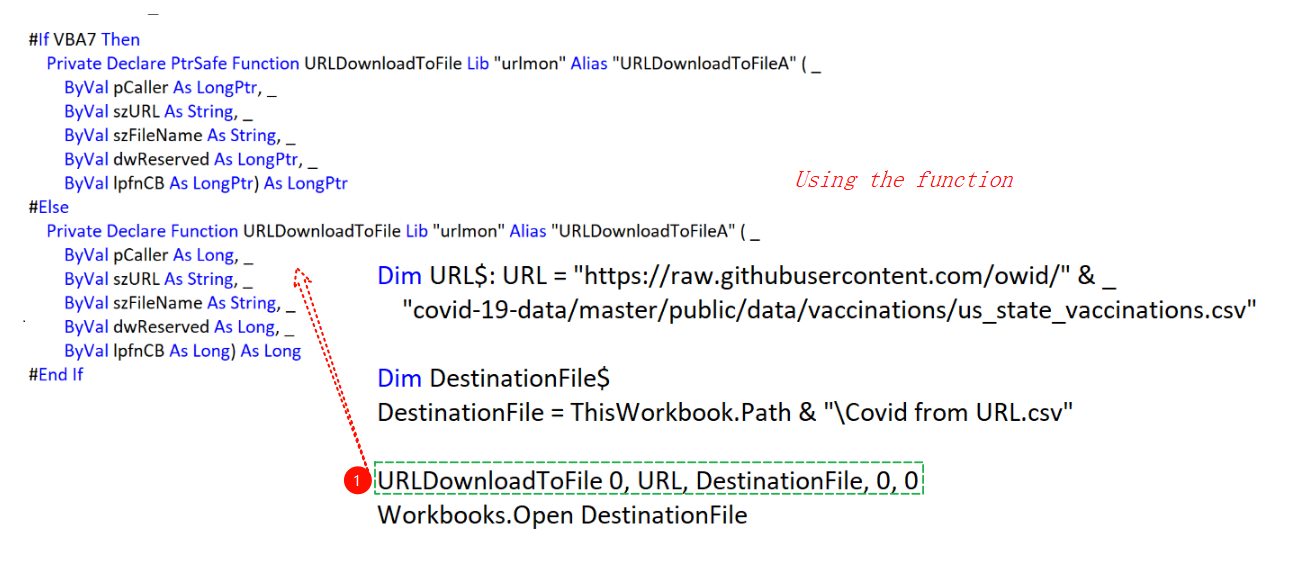 #If VBA7 Then
Private Declare PtrSafe Function URLDownloadToFile Lib "urlmon" Alias "URLDownloadToFileA" ( _
ByVal pCaller As LongPtr, _
ByVal szURL As String, _
ByVal szFileName As String, _
ByVal dwReserved As LongPtr, _
ByVal lpfnCB As LongPtr) As LongPtr
#Else
Private Declare Function URLDownloadToFile Lib "urlmon" Alias "URLDownloadToFileA" ( _
ByVal pCaller As Long, _
ByVal szURL As String, _
ByVal szFileName As String, _
ByVal dwReserved As Long, _
ByVal lpfnCB As Long) As Long
#End If
Using the function
Dim URL$: URL = "https://raw.githubusercontent.com/owid/" & _
"covid-19-data/master/public/data/vaccinations/us_state_vaccinations.csv"
Dim DestinationFile$
DestinationFile = ThisWorkbook.Path & "\Covid from URL.csv"
1
URLDownloadToFile 0, URL, DestinationFile, 0, 0
Workbooks.Open DestinationFile